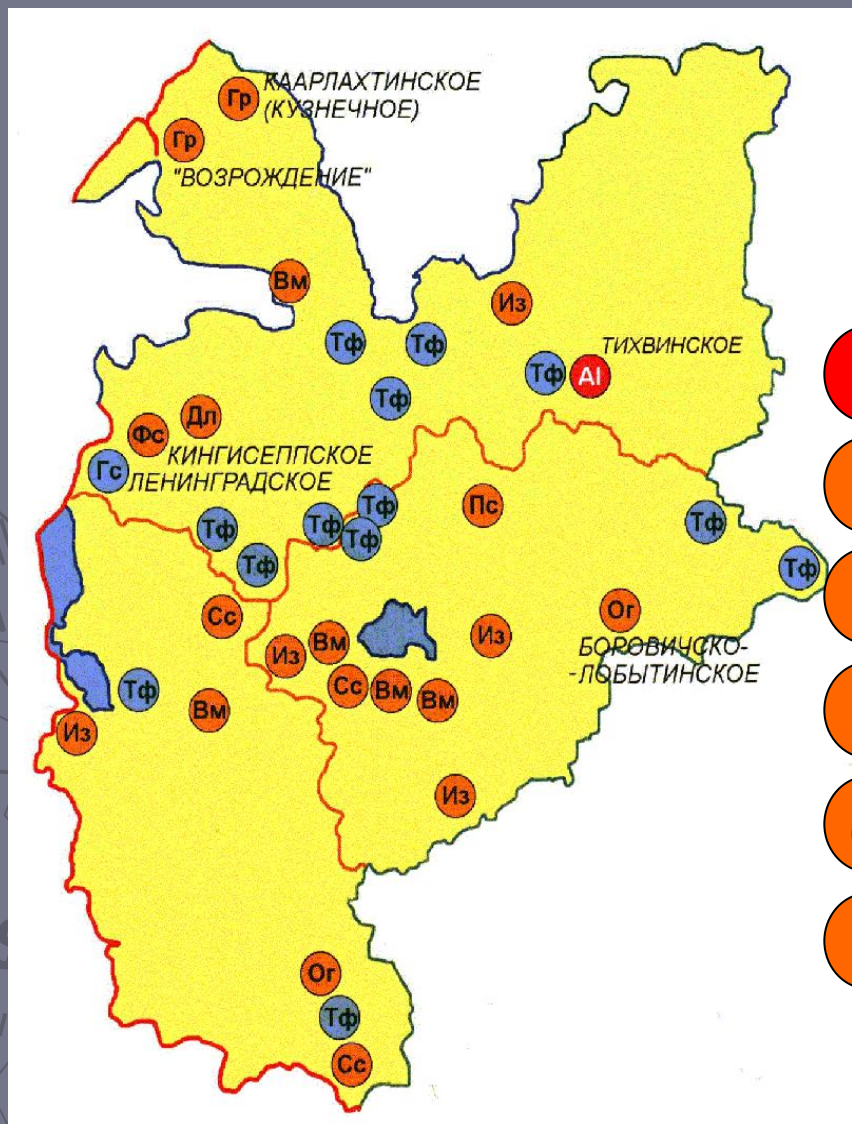 Гр
КААРЛАХТИНСКОЕ
(КУЗНЕЧНОЕ)
Гр
"ВОЗРОЖДЕНИЕ"
Вм
Из
Тф
Тф
ТИХВИНСКОЕ
Тф
Al
Тф
Дл
Фс
КИНГИСЕППСКОЕ
Гс
ЛЕНИНГРАДСКОЕ
Тф
Пс
Тф
Тф
Тф
Тф
Тф
Тф
Сс
Ог
Из
Вм
Из
БОРОВИЧСКО-
-ЛОБЫТИНСКОЕ
Сс
Вм
Вм
Тф
Вм
Из
Из
Ог
Тф
Сс